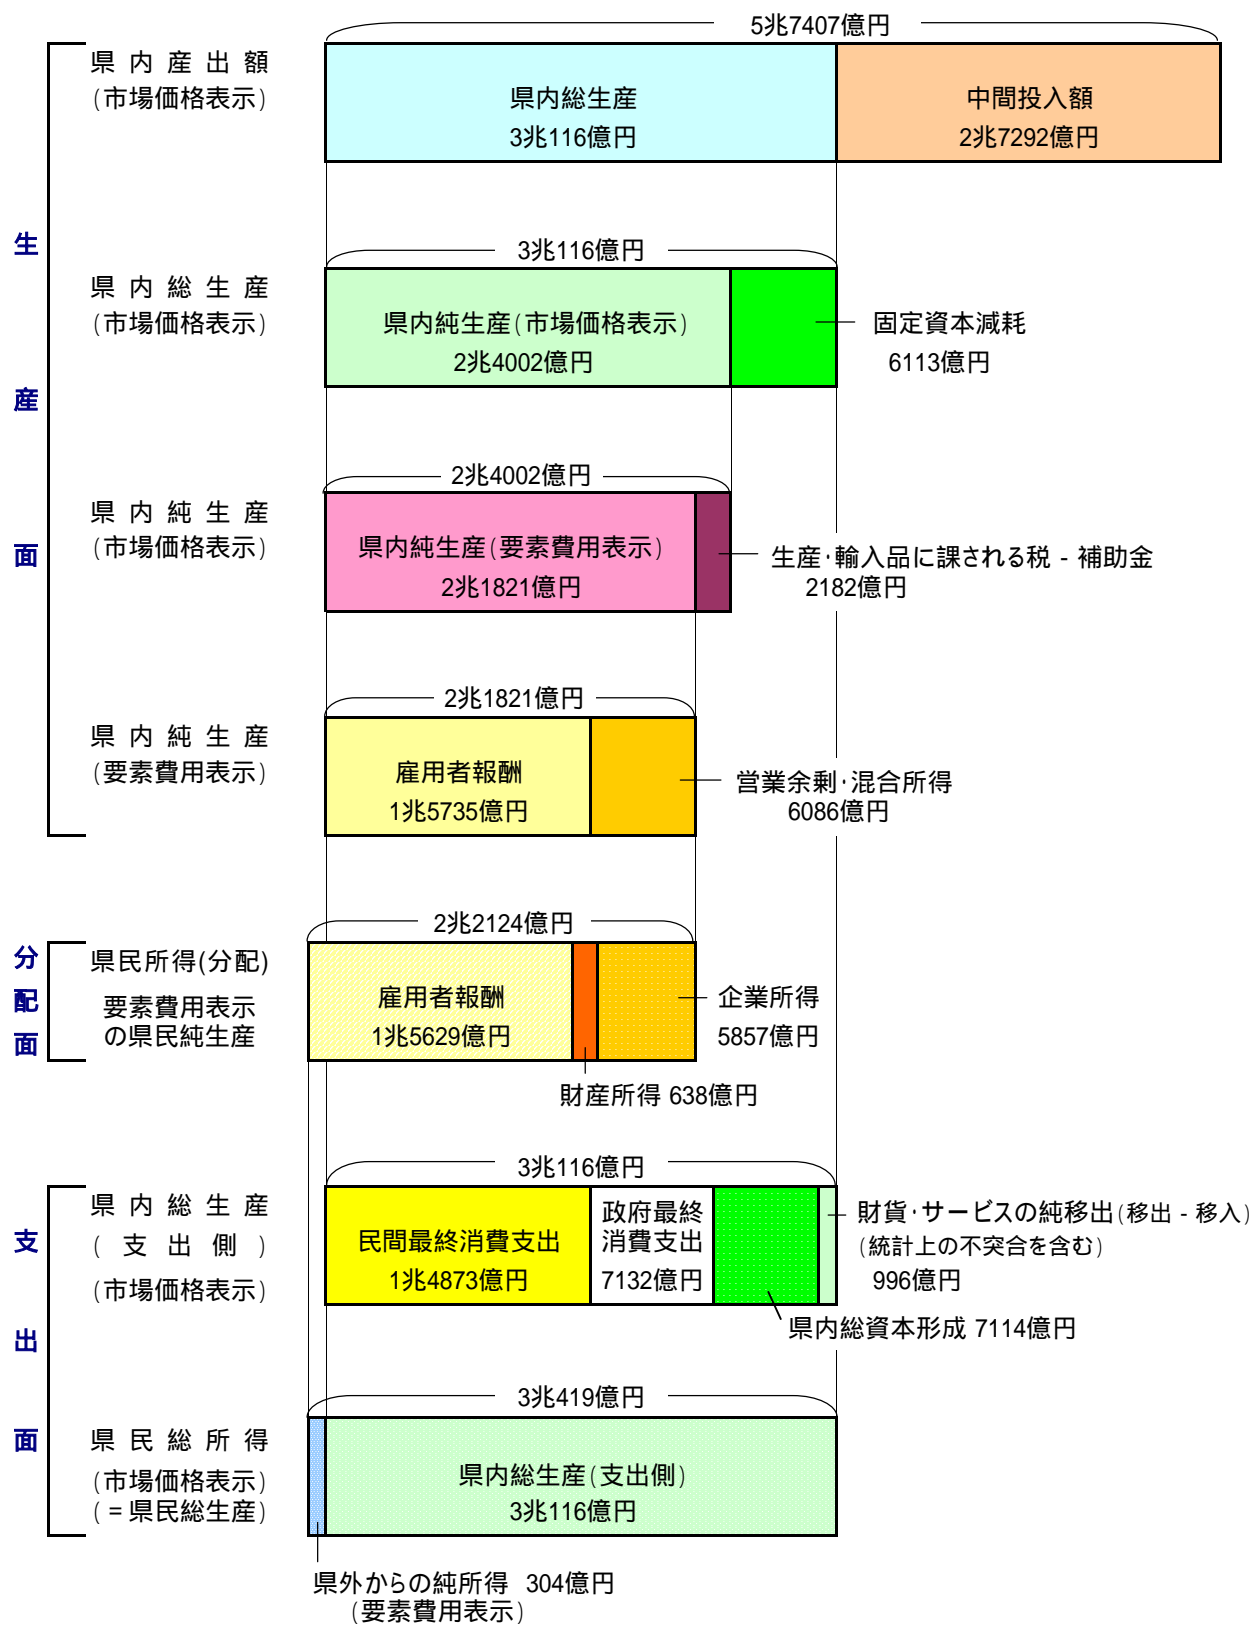 5兆7407億円
県内産出額
(市場価格表示)
県内総生産
3兆116億円
中間投入額
2兆7292億円
生産面
3兆116億円
県内総生産
(市場価格表示)
県内純生産(市場価格表示)
2兆4002億円
固定資本減耗
6113億円
2兆4002億円
県内純生産
(市場価格表示)
県内純生産(要素費用表示)
2兆1821億円
生産・輸入品に課される税 - 補助金
2182億円
2兆1821億円
県内純生産
(要素費用表示)
雇用者報酬
1兆5735億円
営業余剰・混合所得
6086億円
分配面
2兆2124億円
県民所得(分配)
要素費用表示
の県民純生産
雇用者報酬
1兆5629億円
企業所得
5857億円
財産所得 638億円
支出面
3兆116億円
県内総生産
(支出側)
(市場価格表示)
民間最終消費支出
1兆4873億円
政府最終
消費支出
7132億円
財貨・サービスの純移出(移出 - 移入)
(統計上の不突合を含む)
996億円
県内総資本形成 7114億円
3兆419億円
県民総所得
(市場価格表示)
(=県民総生産)
県内総生産(支出側)
3兆116億円
県外からの純所得 304億円
(要素費用表示)